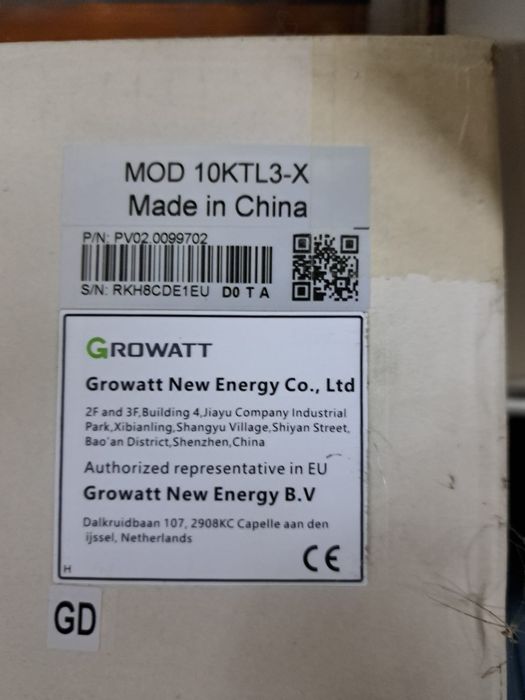 MOD 10KTL3-X
Made in China
P/N: PV02.0099702
S/N: RKH8CDE1EU D0 T A
GROWATT
Growatt New Energy Co., Ltd
2F and 3F,Building 4,Jiayu Company Industrial
Park,Xibianling,Shangyu Village,Shiyan Street,
Bao'an District,Shenzhen,China
Authorized representative in EU
Growatt New Energy B.V
Dalkruidbaan 107, 2908KC Capelle aan den
ijssel, Netherlands
CE
H
GD